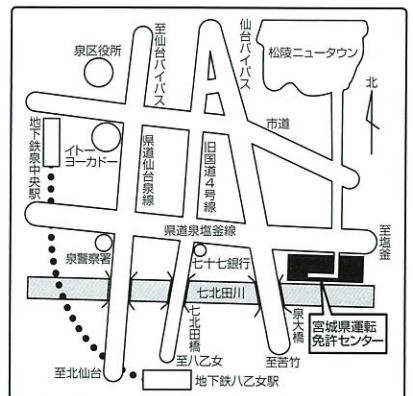 泉区役所
至仙台バイパス
仙台バイパス
松陵ニュータウン
北
市道
地下鉄泉中央駅
イトー
ヨーカドー
県道仙台泉線
旧国道4号線
県道泉塩釜線
至塩釜
泉警察署
七十七銀行
七北田川
七北田橋
泉大橋
宮城県運転
免許センター
至北仙台
至八乙女
至苦竹
地下鉄八乙女駅